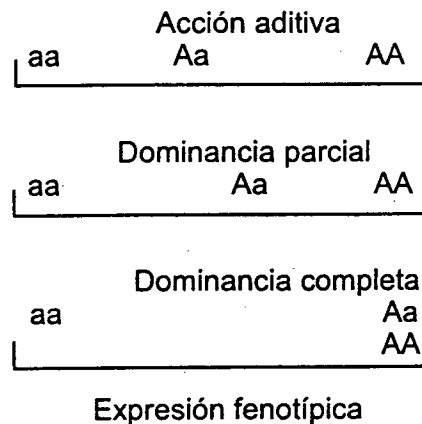 Acción aditiva
aa Aa AA
Dominancia parcial
aa Aa AA
Dominancia completa
aa Aa
AA
Expresión fenotípica